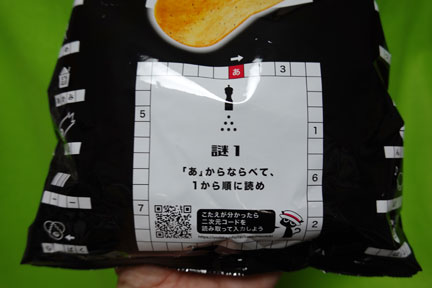 あ 3
5
1
6
謎1
「あ」からならべて、
1から順に読め
7
2
こたえが分かったら
二次元コードを
読み取って入力しよう